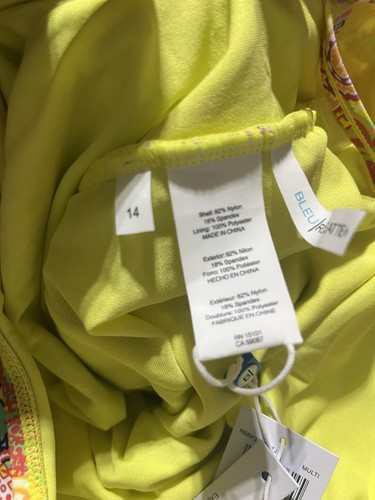 14
Shell: 82% Nylon
18% Spandex
Lining: 100% Polyester
MADE IN CHINA
Exterior: 82% Nilon
18% Spandex
Forro: 100% Poliéster
HECHO EN CHINA
Extérieur: 82% Nylon
18% Spandex
Doublure: 100% Polyester
FABRIQUÉ EN CHINE
RN 15101
CA 59087
BLEU/
MULTI